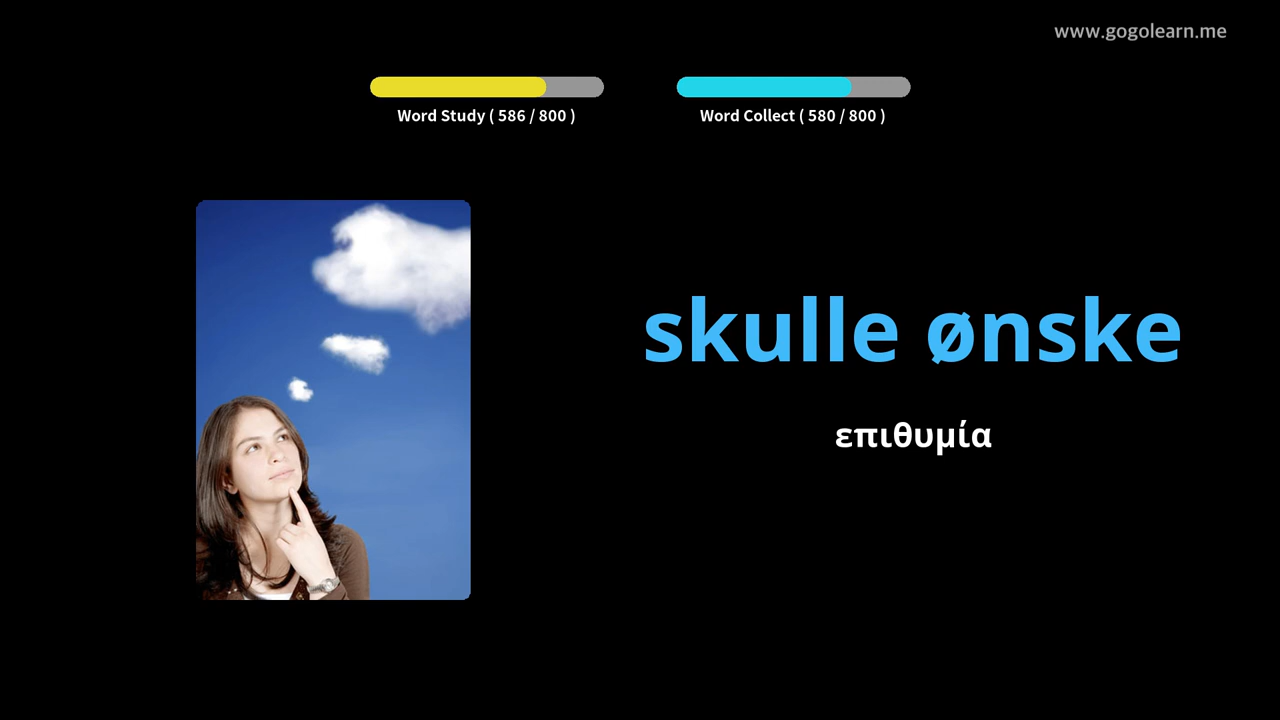 www.gogolearn.me
Word Study ( 586 / 800 )
Word Collect ( 580 / 800 )
skulle ønske
επιθυμία